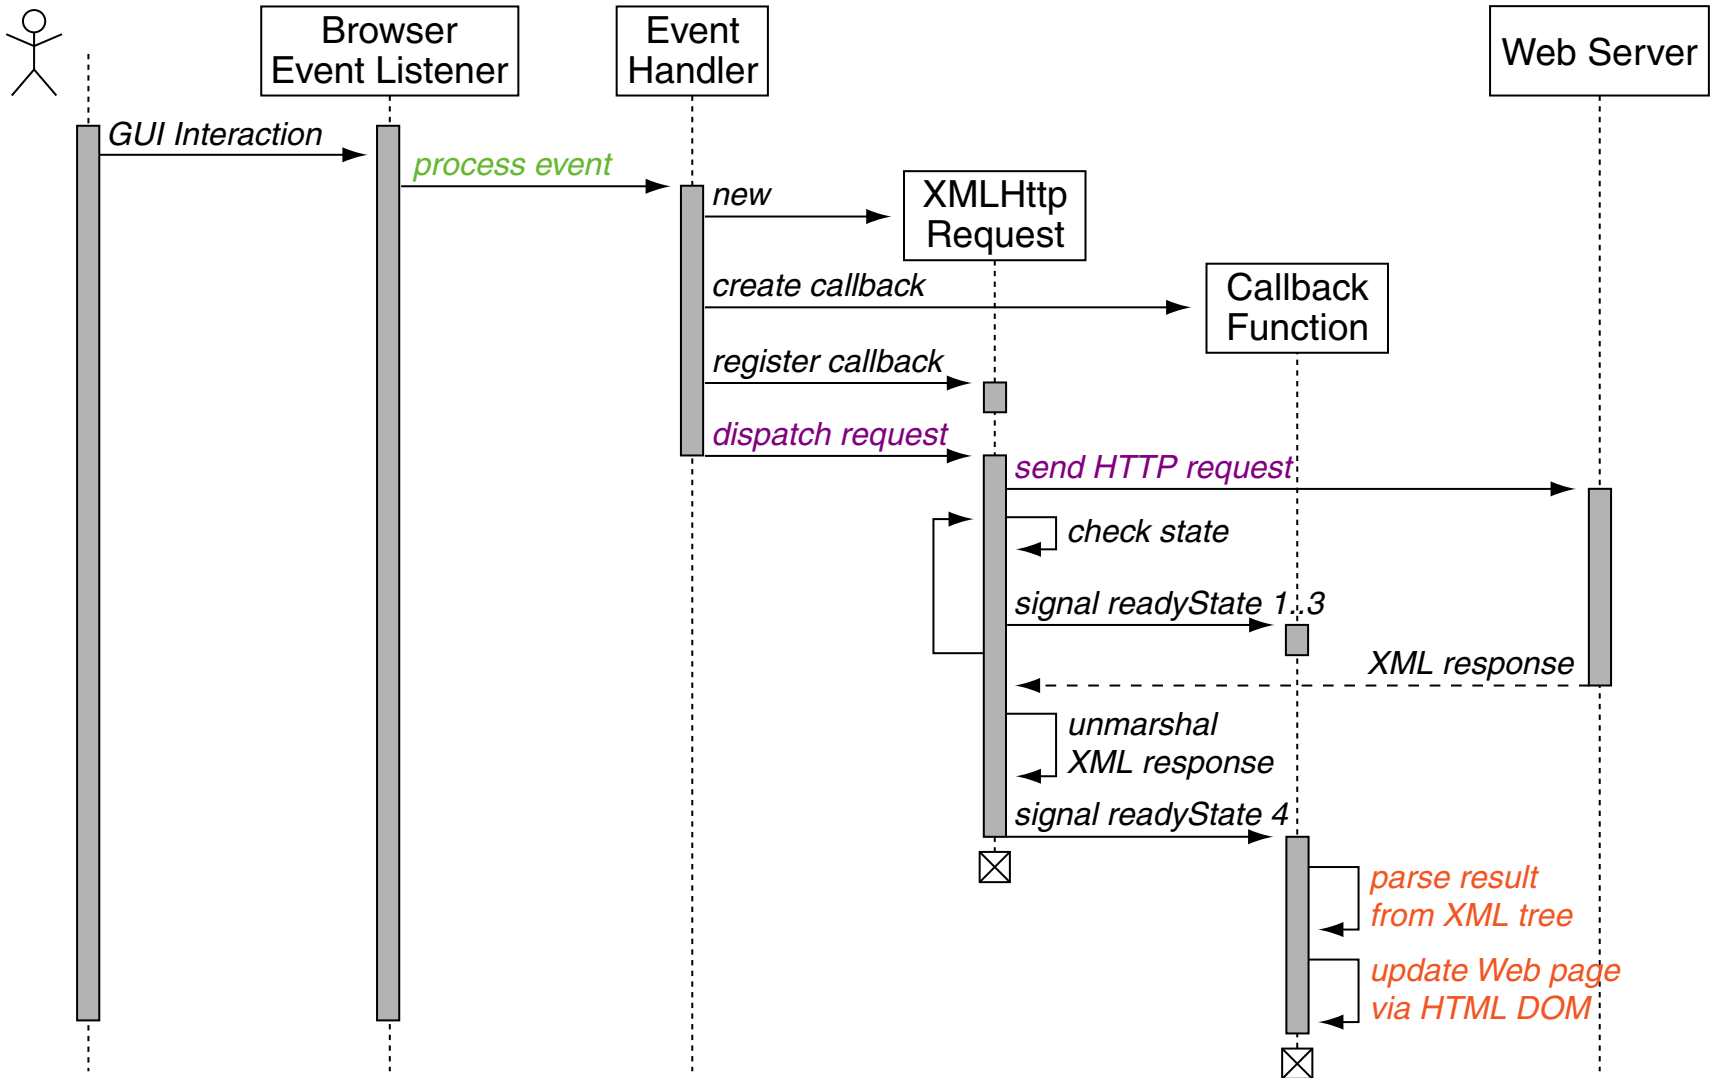 Browser
Event Listener
Event
Handler
Web Server
GUI Interaction
process event
new
XMLHttp
Request
create callback
Callback
Function
register callback
dispatch request
send HTTP request
check state
signal readyState 1..3
XML response
unmarshal
XML response
signal readyState 4
parse result
from XML tree
update Web page
via HTML DOM